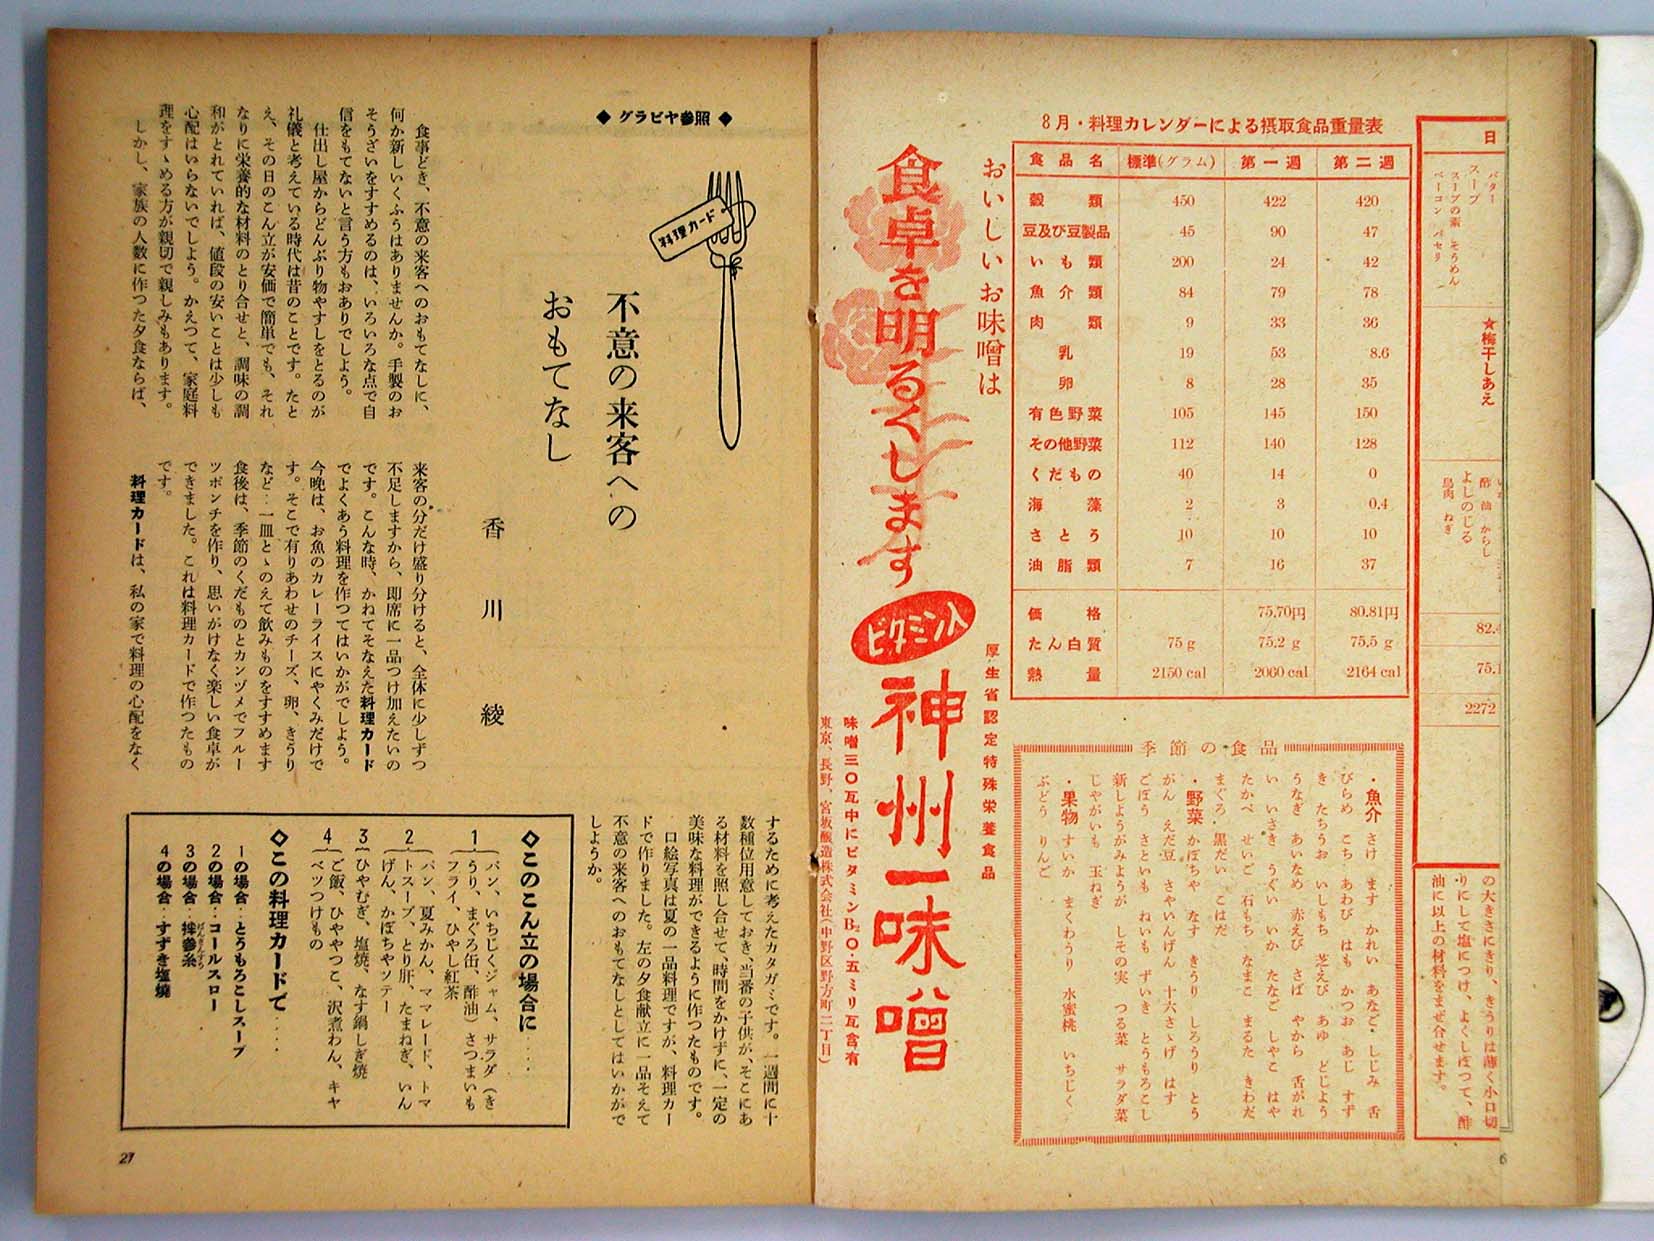 日
バター
スープ
スープの素 そうめん
ベーコン パセリ
★梅干しあえ
酢 油 からし
よしのじる
鳥肉 ねぎ
82.4
75.1
2272
の大きさにきり、きうりは薄く小口切
りにして塩につけ、よくしぼつて、酢
油に以上の材料をまぜ合せます。
8月・料理カレンダーによる摂取食品重量表
食品名 標準(グラム) 第一週 第二週
穀類 450 422 420
豆及び豆製品 45 90 47
いも類 200 24 42
魚介類 84 79 78
肉類 9 33 36
乳 19 53 8.6
卵 8 28 35
有色野菜 105 145 150
その他野菜 112 140 128
くだもの 40 14 0
海藻 2 3 0.4
さとう 10 10 10
油脂類 7 16 37
価格 75.70円 80.81円
たん白質 75g 75.2 g 75.5 g
熱量 2150 cal 2060 cal 2164 cal
季節の食品
・魚介 さけ ます かれい あなご・しじみ 舌
びらめ こち あわび はも かつお あじ すず
き たちうお いしもち 芝えび あゆ どじよう
うなぎ あいなめ 赤えび さば やから 舌がれ
い いさき うぐい いか たなご しやこ はや
たかべ せいご 石もち なまこ まるた きわだ
まぐろ 黒だい こはだ
・野菜 かぼちや なす きうり しろうり とう
がん えだ豆 さやいんげん 十六さゝげ はす
ごぼう さといも ねいも ずいき とうもろこし
新しようがみようが しその実 つる菜 サラダ菜
じやがいも 玉ねぎ
・果物 すいか まくわうり 水蜜桃 いちじく
ぶどう りんご
おいしいお味噌は
食卓を明るくします
ビタミン入
厚生省認定特殊栄養食品
神州一味噌
味噌三〇瓦中にビタミンB₂〇・五ミリ瓦含有
東京、長野、宮坂醸造株式会社(中野区野方町二丁目)
6
◆グラビヤ参照◆
料理カード
不意の来客への
おもてなし
香川綾
食事どき、不意の来客へのおもてなしに、
何か新しいくふうはありませんか。手製のお
そうざいをすすめるのは、いろいろな点で自
信をもてないと言う方もおありでしよう。
仕出し屋からどんぶり物やすしをとるのが
礼儀と考えている時代は昔のことです。たと
え、その日のこん立が安価で簡単でも、それ
なりに栄養的な材料のとり合せと、調味の調
和がとれていれば、値段の安いことは少しも
心配はいらないでしよう。かえつて、家庭料
理をすゝめる方が親切で親しみもあります。
しかし、家族の人数に作つた夕食ならば、
来客の分だけ盛り分けると、全体に少しずつ
不足しますから、即席に一品つけ加えたいの
です。こんな時、かねてそなえた料理カード
でよくあう料理を作つてはいかがでしよう。
今晩は、お魚のカレーライスにやくみだけで
す。そこで有りあわせのチーズ、卵、きうり
など‥一皿とゝのえて飲みものをすすめます
食後は、季節のくだものとカンヅメでフルー
ツポンチを作り、思いがけなく楽しい食卓が
できました。これは料理カードで作つたもの
です。
料理カードは、私の家で料理の心配をなく
するために考えたカタガミです。一週間に十
数種位用意しておき、当番の子供が、そこにあ
る材料を照し合せて、時間をかけずに、一定の
美味な料理ができるように作つたものです。
口絵写真は夏の一品料理ですが、料理カー
ドで作りました。左の夕食献立に一品そえて
不意の来客へのおもてなしとしてはいかがで
しようか。
◇このこん立の場合に‥‥
1 パン、いちじくジャム、サラダ(き
うり、まぐろ缶、酢油)さつまいも
フライ、ひやし紅茶
2 パン、夏みかん、ママレード、トマ
トスープ、とり肝、たまねぎ、いん
げん、かぼちやソテー
3 ひやむぎ、塩焼、なす鍋しぎ焼
4 ご飯、ひややつこ、沢煮わん、キヤ
ベツつけもの
◇この料理カードで‥‥
1の場合‥とうもろこしスープ
2の場合‥コールスロー
3の場合‥拌参糸
4の場合‥すずき塩焼
27